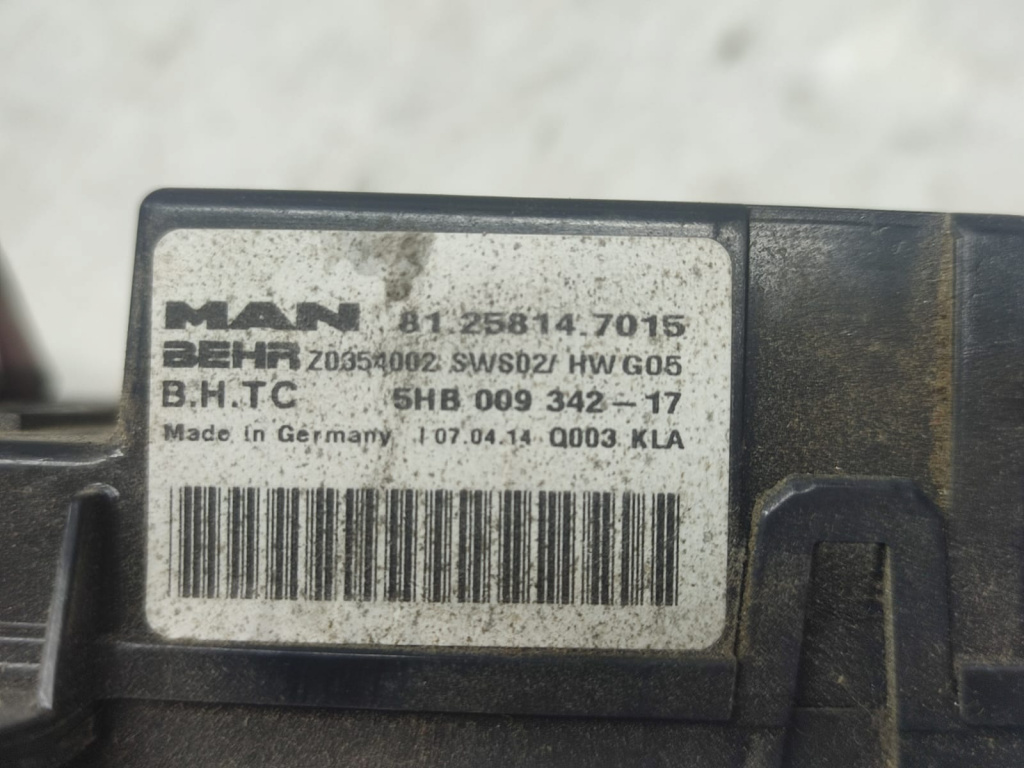 MAN 81.25814.7015
BEHR Z0354002 SWS02/ HW G05
B.H.TC 5HB 009 342-17
Made in Germany 107.04.14 Q003 KLA